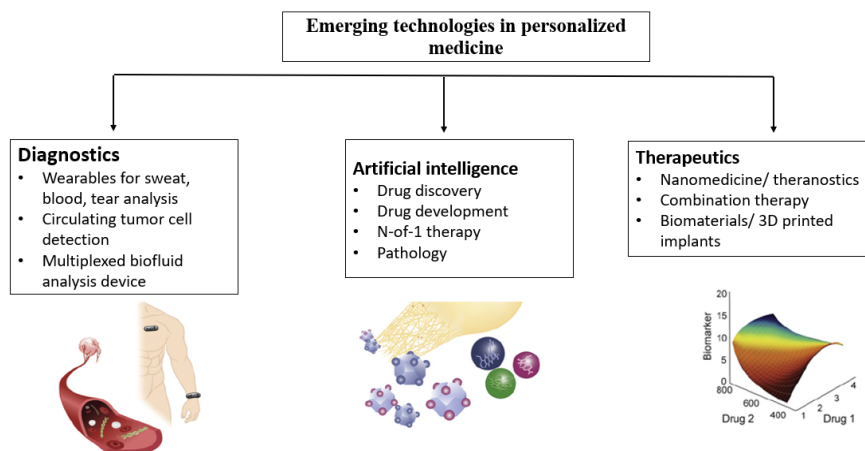 Emerging technologies in personalized
medicine
Diagnostics
• Wearables for sweat,
blood, tear analysis
• Circulating tumor cell
detection
• Multiplexed biofluid
analysis device
Artificial intelligence
• Drug discovery
• Drug development
• N-of-1 therapy
• Pathology
Therapeutics
• Nanomedicine/ theranostics
• Combination therapy
• Biomaterials/ 3D printed
implants
20
15
10
5
0
Biomarker
800
600
400
Drug 2
1
2
3
4
Drug 1